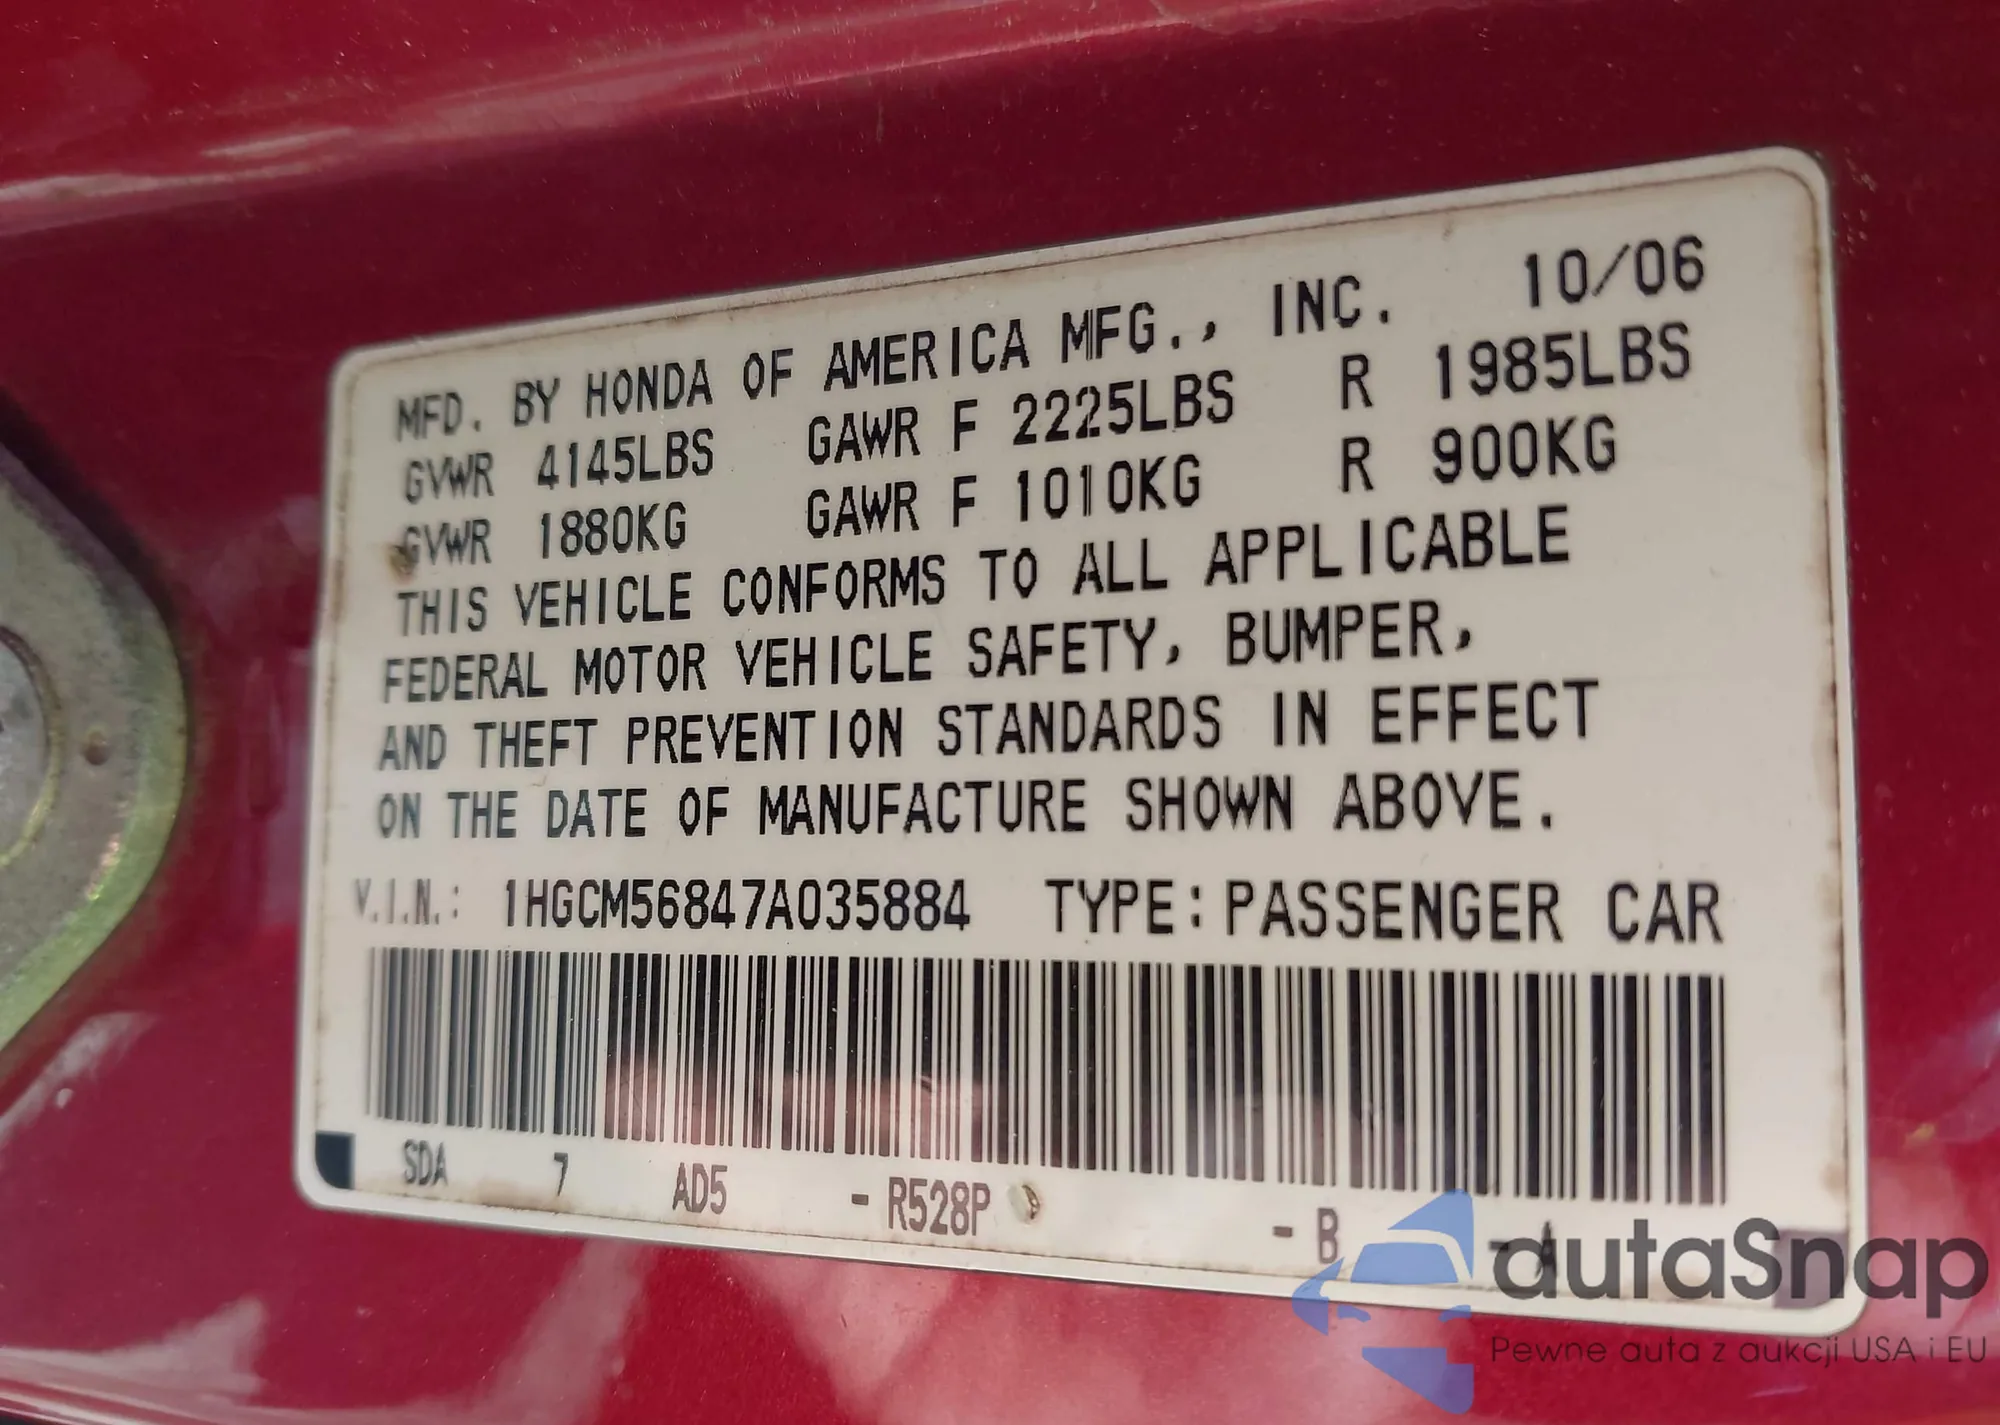 MFD. BY HONDA OF AMERICA MFG., INC. 10/06
GVWR 4145LBS GAWR F 2225LBS R 1985LBS
GVWR 1880KG GAWR F 1010KG R 900KG
THIS VEHICLE CONFORMS TO ALL APPLICABLE
FEDERAL MOTOR VEHICLE SAFETY, BUMPER,
AND THEFT PREVENTION STANDARDS IN EFFECT
ON THE DATE OF MANUFACTURE SHOWN ABOVE.
V.I.N.: 1HGCM56847A035884 TYPE:PASSENGER CAR
SDA 7 AD5 - R528P - B - A
autaSnap
Pewne auta z aukcji USA i EU